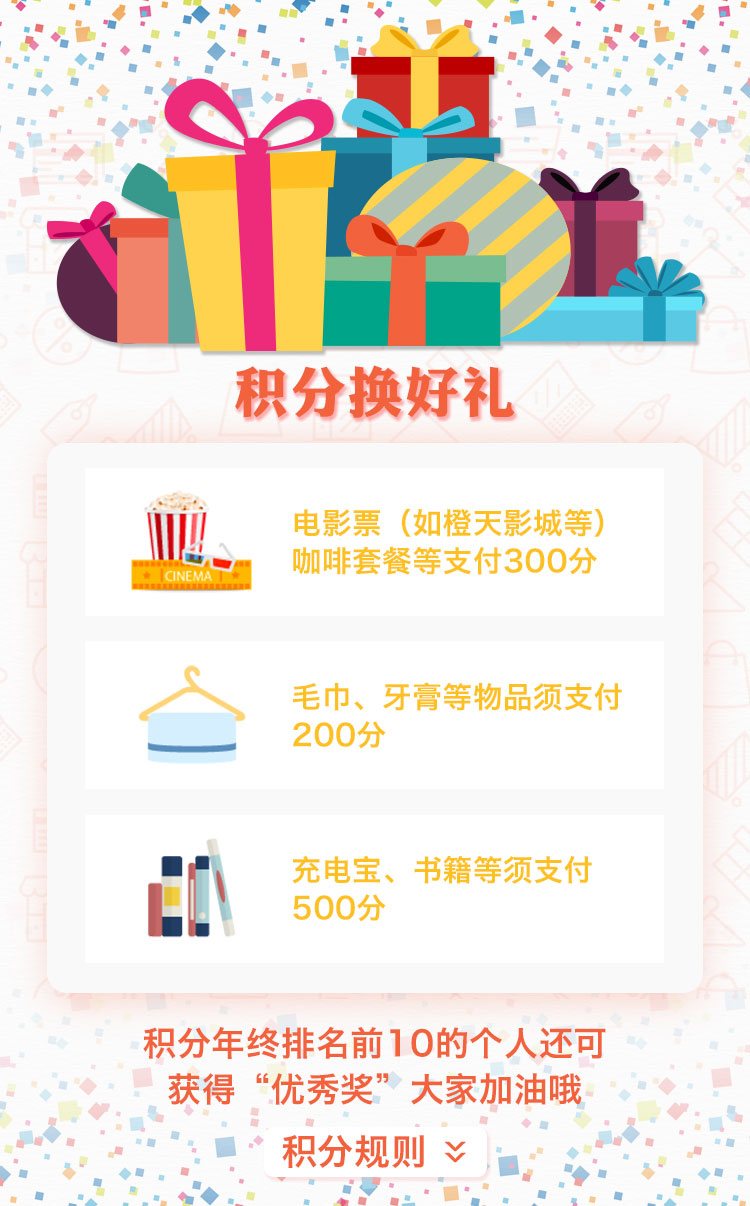 积分换好礼
CINEMA
电影票（如橙天影城等）
咖啡套餐等支付300分
毛巾、牙膏等物品须支付
200分
充电宝、书籍等须支付
500分
积分年终排名前10的个人还可
获得“优秀奖”大家加油哦
积分规则